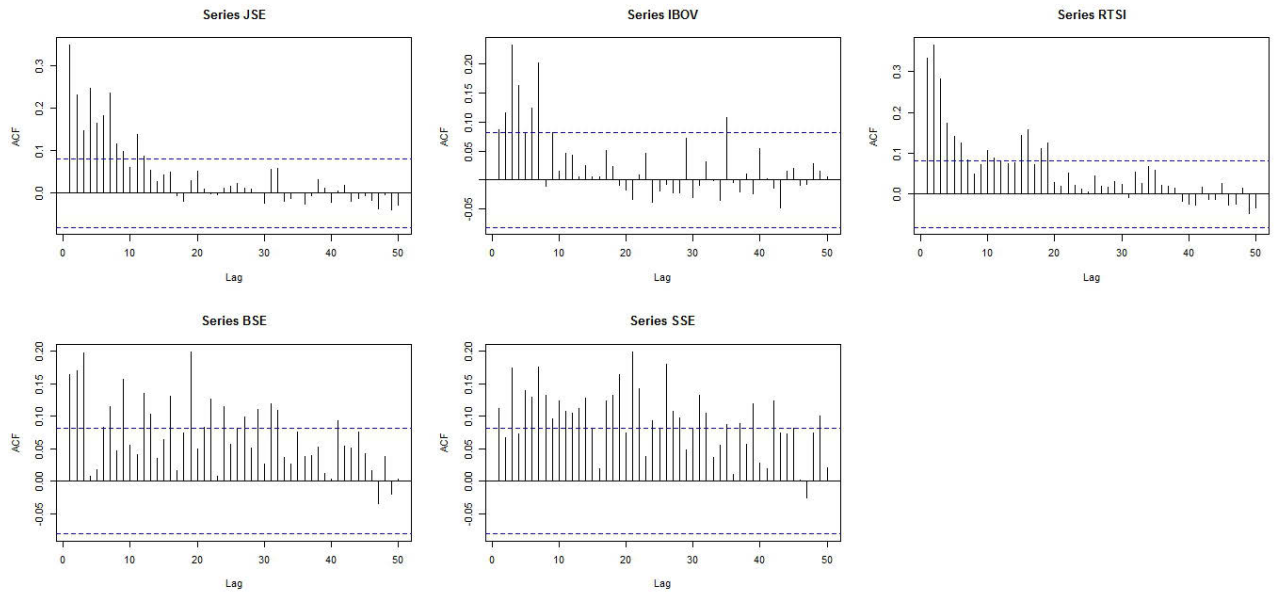 Series JSE
ACF
0.0 0.1 0.2 0.3
0 10 20 30 40 50
Lag
Series IBOV
ACF
-0.05 0.05 0.10 0.15 0.20
0 10 20 30 40 50
Lag
Series RTSI
ACF
0.0 0.1 0.2 0.3
0 10 20 30 40 50
Lag
Series BSE
ACF
-0.05 0.00 0.05 0.10 0.15 0.20
0 10 20 30 40 50
Lag
Series SSE
ACF
-0.05 0.00 0.05 0.10 0.15 0.20
0 10 20 30 40 50
Lag